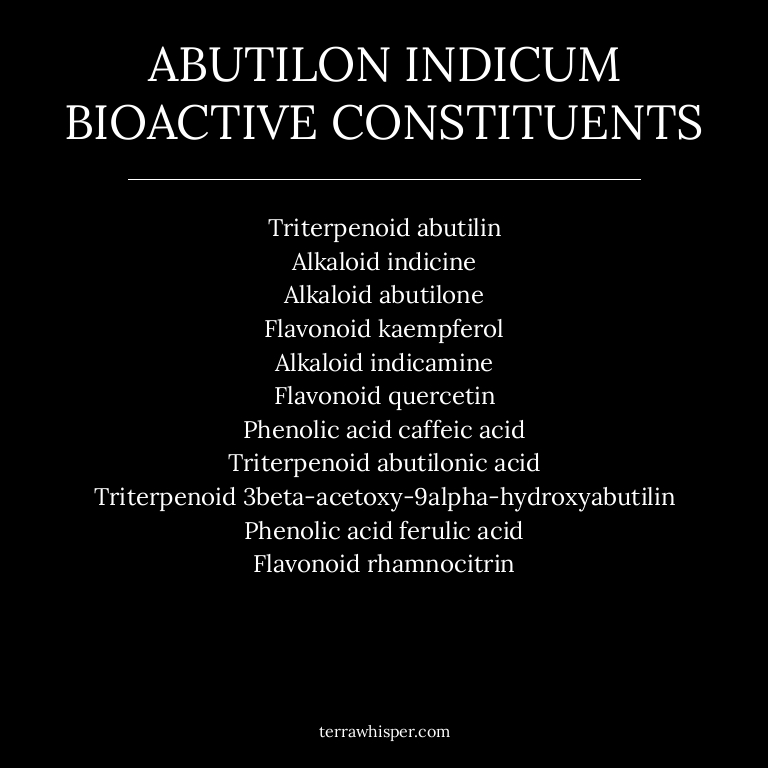 ABUTILON INDICUM
BIOACTIVE CONSTITUENTS
Triterpenoid abutilin
Alkaloid indicine
Alkaloid abutilone
Flavonoid kaempferol
Alkaloid indicamine
Flavonoid quercetin
Phenolic acid caffeic acid
Triterpenoid abutilonic acid
Triterpenoid 3beta-acetoxy-9alpha-hydroxyabutilin
Phenolic acid ferulic acid
Flavonoid rhamnocitrin
terrawhisper.com